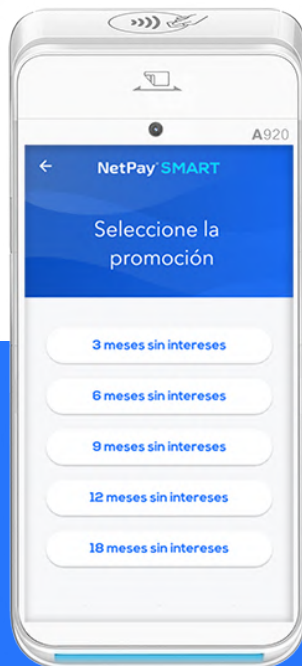 A920
NetPay SMART
Seleccione la
promoción
3 meses sin intereses
6 meses sin intereses
9 meses sin intereses
12 meses sin intereses
18 meses sin intereses